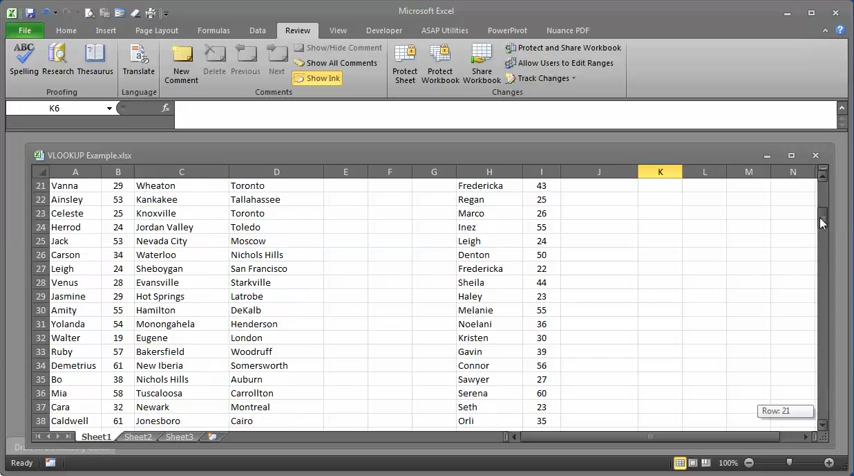 Microsoft Excel
File Home Insert Page Layout Formulas Data Review View Developer ASAP Utilities PowerPivot Nuance PDF
ABC
Spelling Research Thesaurus Translate New Comment Delete Previous Next
Show/Hide Comment
Show All Comments
Show Ink
Protect Sheet Protect Workbook Share Workbook
Protect and Share Workbook
Allow Users to Edit Ranges
Track Changes
Proofing Language Comments Changes
K6 fx
VLOOKUP Example.xlsx
A B C D E F G H I J K L M N
21 Vanna 29 Wheaton Toronto Fredericka 43
22 Ainsley 53 Kankakee Tallahassee Regan 25
23 Celeste 25 Knoxville Toronto Marco 26
24 Herrod 24 Jordan Valley Toledo Inez 55
25 Jack 53 Nevada City Moscow Leigh 24
26 Carson 34 Waterloo Nichols Hills Denton 50
27 Leigh 24 Sheboygan San Francisco Fredericka 22
28 Venus 28 Evansville Starkville Sheila 44
29 Jasmine 29 Hot Springs Latrobe Haley 23
30 Amity 55 Hamilton DeKalb Melanie 55
31 Yolanda 54 Monongahela Henderson Noelani 36
32 Walter 19 Eugene London Kristen 30
33 Ruby 57 Bakersfield Woodruff Gavin 39
34 Demetrius 61 New Iberia Somersworth Connor 56
35 Bo 38 Nichols Hills Auburn Sawyer 27
36 Mia 58 Tuscaloosa Carrollton Serena 60
37 Cara 32 Newark Montreal Seth 23
38 Caldwell 61 Jonesboro Cairo Orli 35
Row: 21
Sheet1 Sheet2 Sheet3
Ready 100%